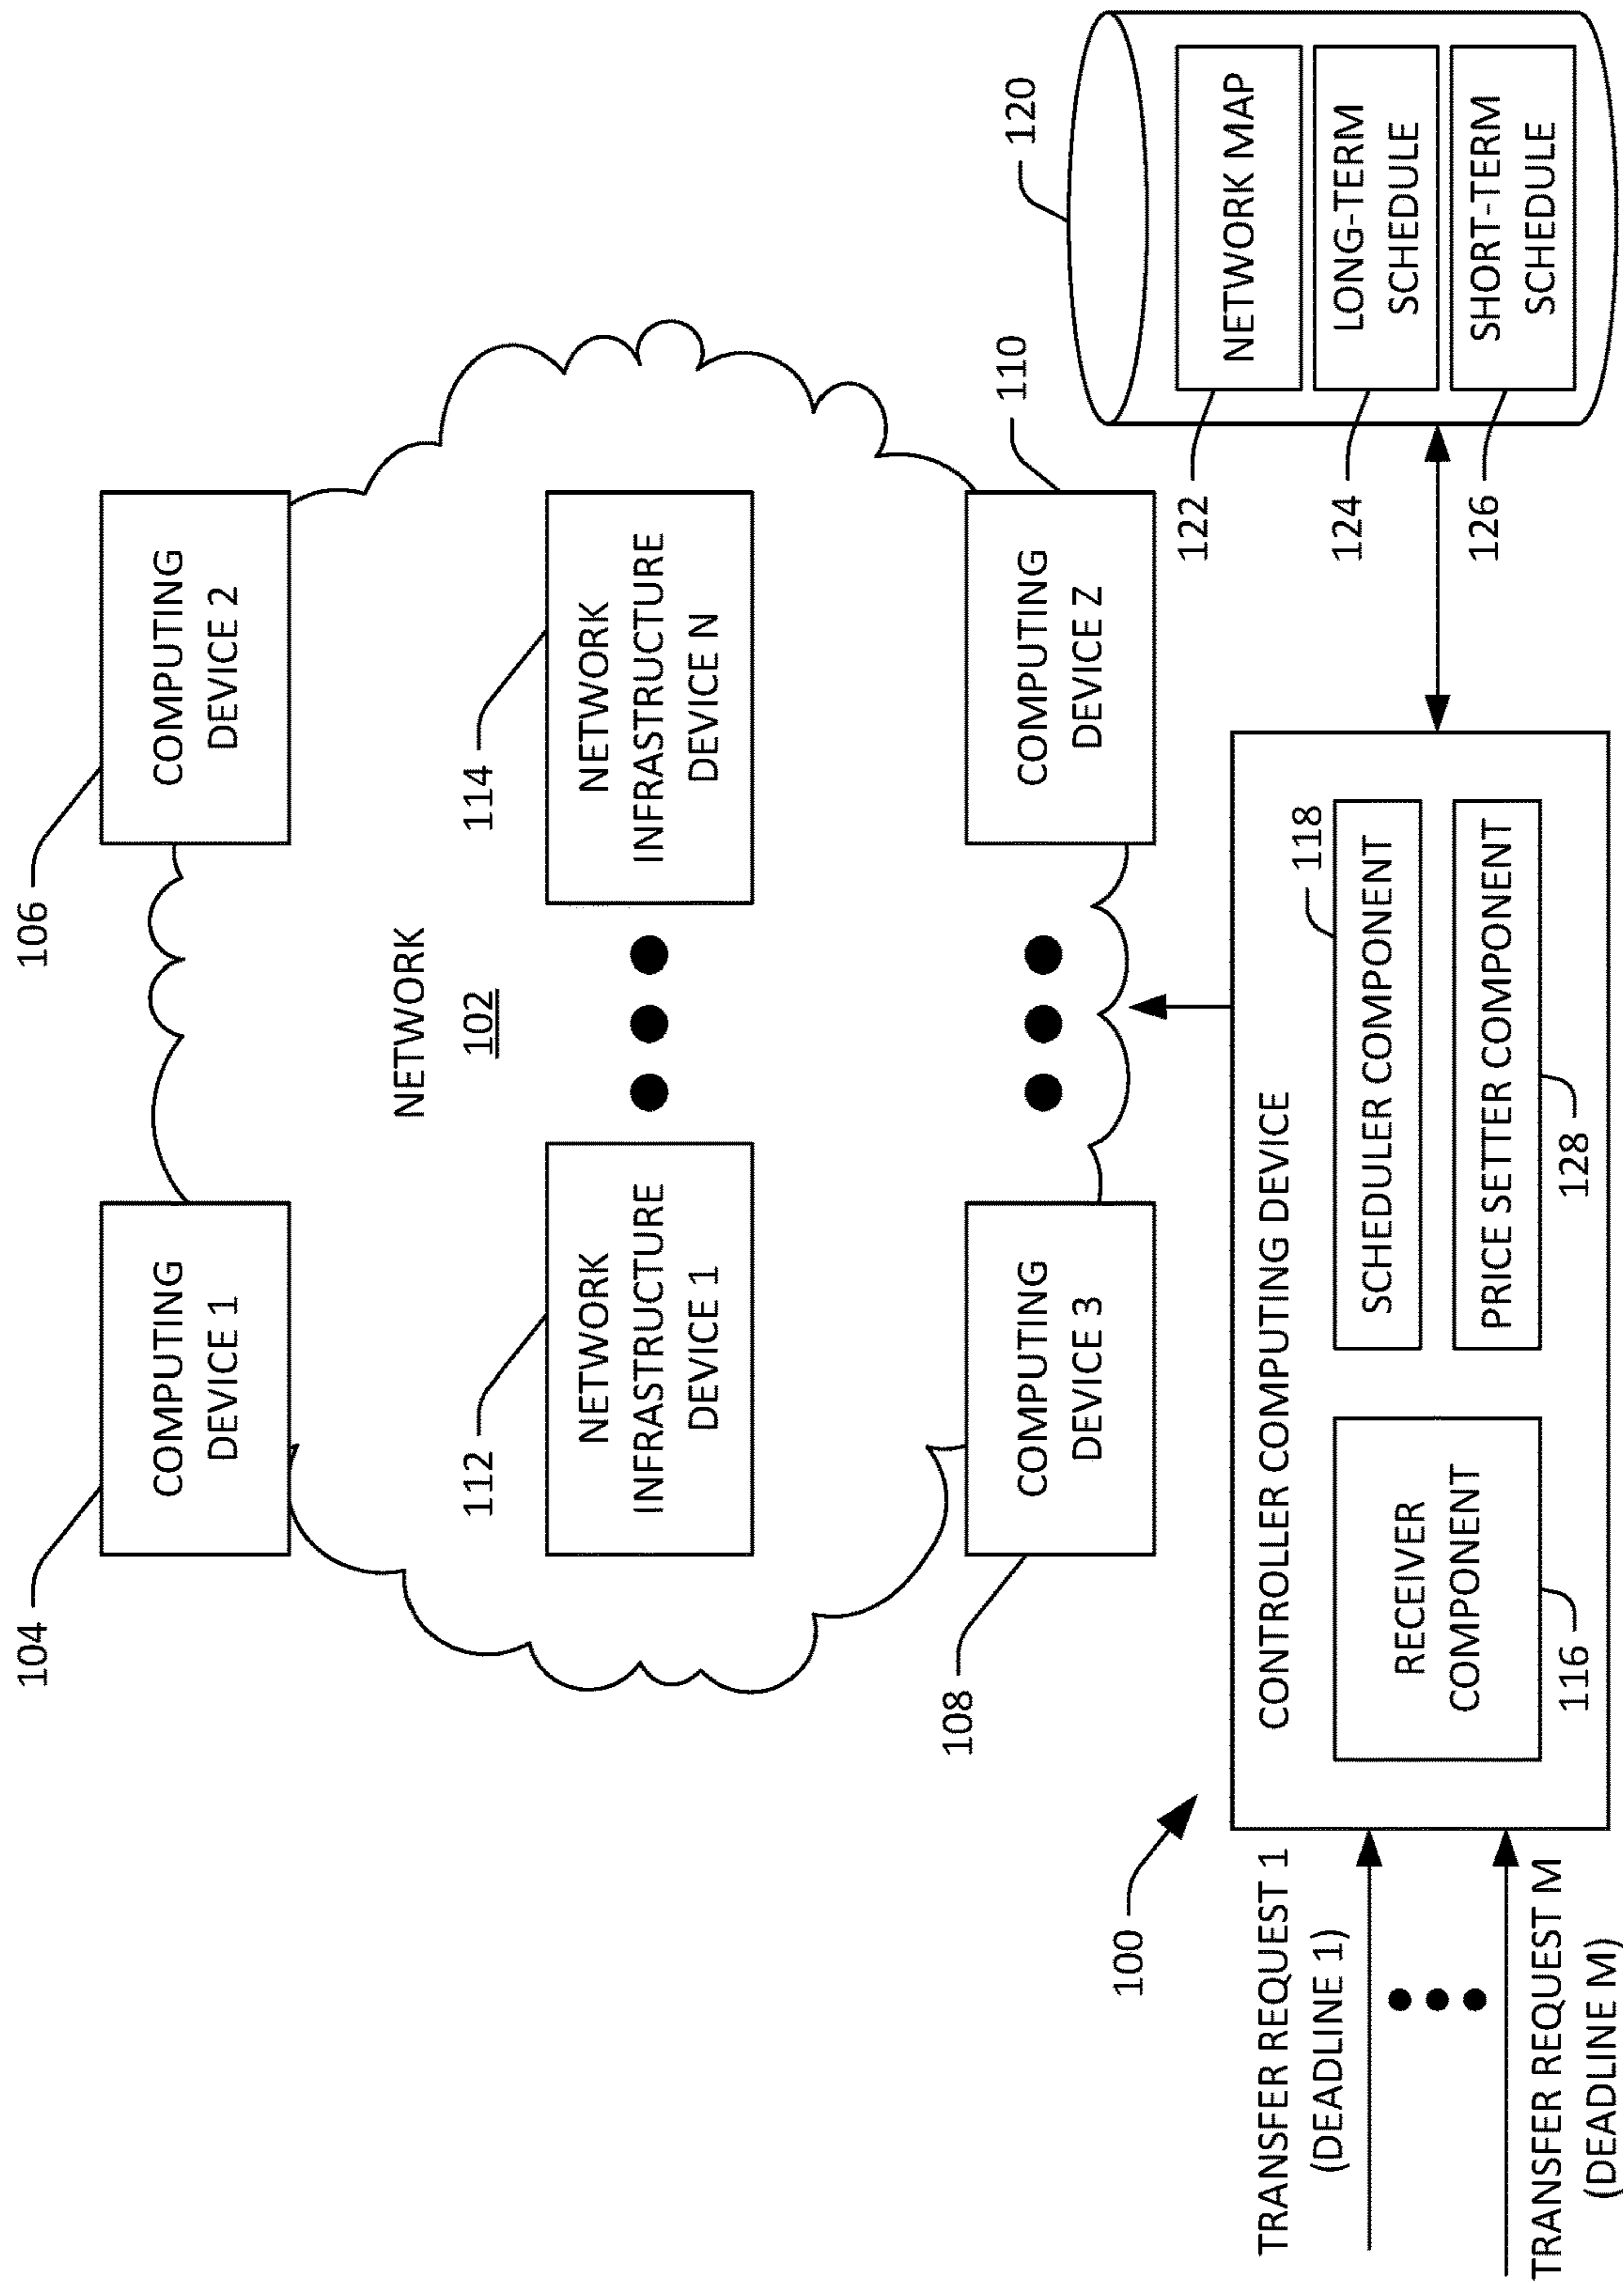 104
COMPUTING
DEVICE 1
106
COMPUTING
DEVICE 2
NETWORK
102
112
NETWORK
INFRASTRUCTURE
DEVICE 1
114
NETWORK
INFRASTRUCTURE
DEVICE N
108
COMPUTING
DEVICE 3
COMPUTING
DEVICE Z
110
100
TRANSFER REQUEST 1
(DEADLINE 1)
TRANSFER REQUEST M
(DEADLINE M)
CONTROLLER COMPUTING DEVICE
RECEIVER
COMPONENT
116
118
SCHEDULER COMPONENT
PRICE SETTER COMPONENT
128
120
122
NETWORK MAP
124
LONG-TERM
SCHEDULE
126
SHORT-TERM
SCHEDULE